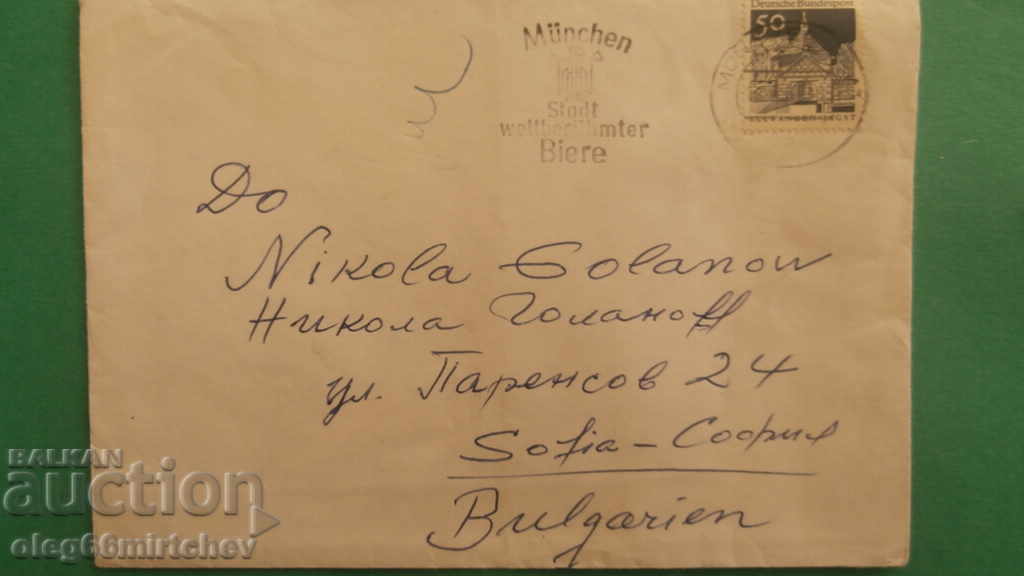 Deutsche Bundespost
50
München
Stadt
weltberühmter
Biere
До
Nikola Golanow
Никола Голаноff
ул. Паренсов 24
Sofia - София
Bulgarien
BALKAN
auction
oleg66mirtchev